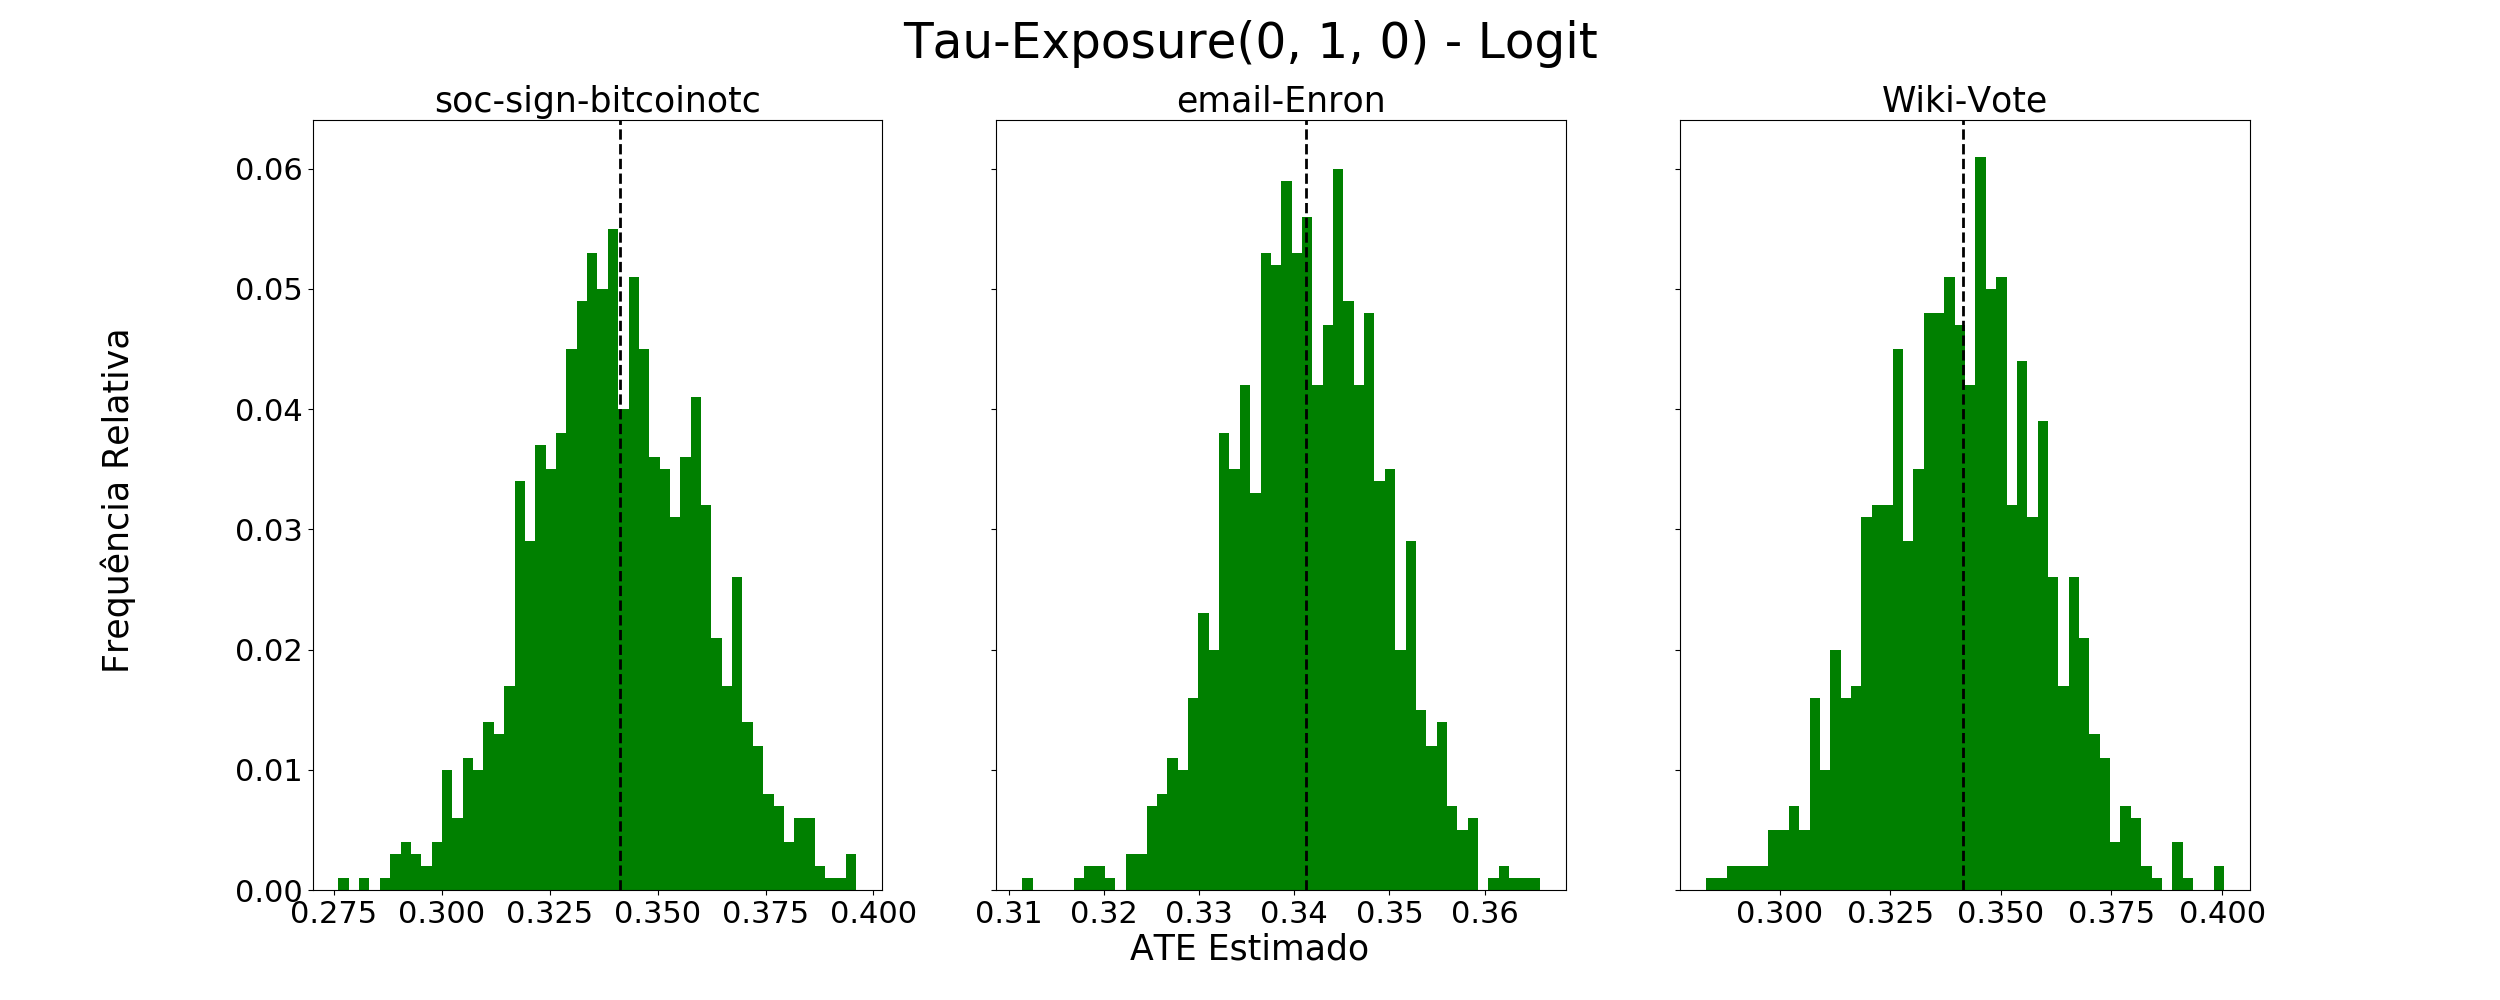 Tau-Exposure(0, 1, 0) - Logit
soc-sign-bitcoinotc
email-Enron
Wiki-Vote
Frequência Relativa
0.06
0.05
0.04
0.03
0.02
0.01
0.00
0.275 0.300 0.325 0.350 0.375 0.400
0.31 0.32 0.33 0.34 0.35 0.36
0.300 0.325 0.350 0.375 0.400
ATE Estimado